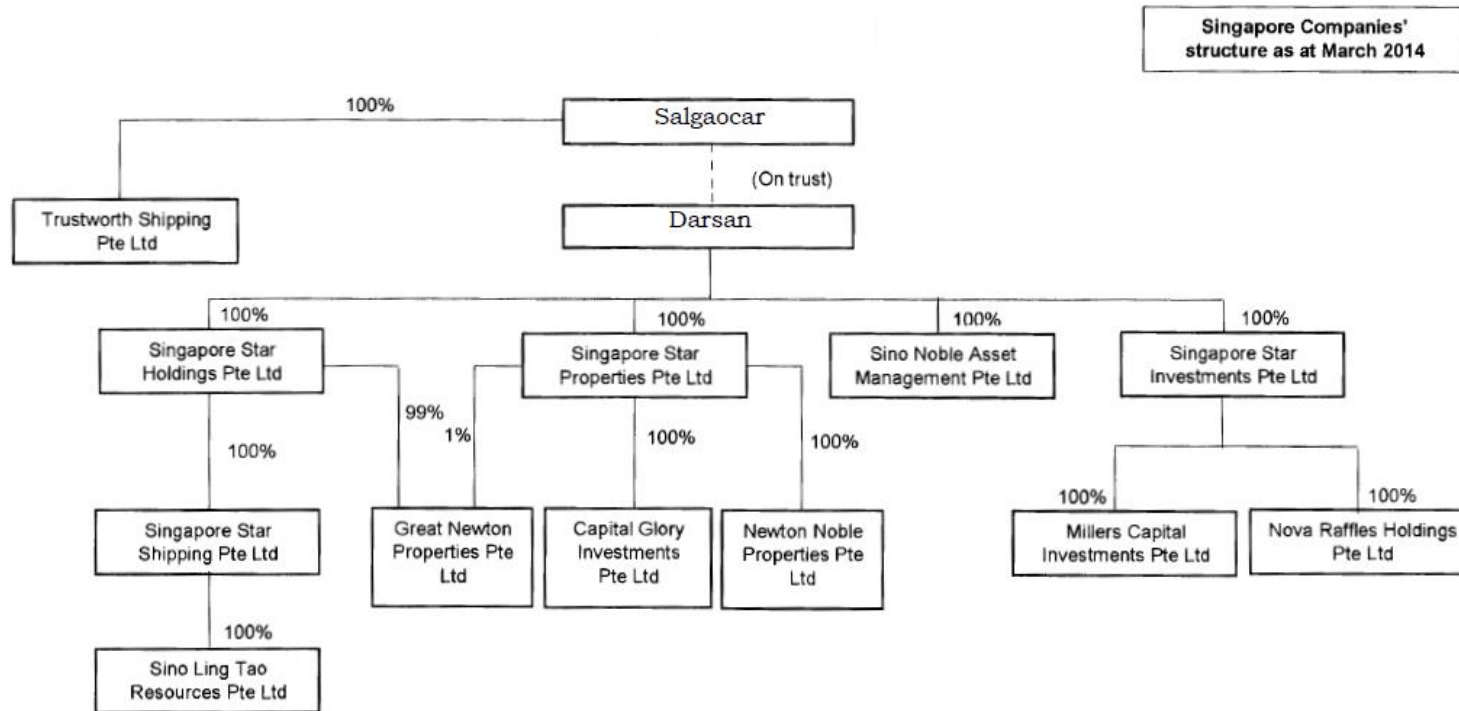 Singapore Companies'
structure as at March 2014
100%
Salgaocar
(On trust)
Trustworth Shipping
Pte Ltd
Darsan
100%
100%
100%
100%
Singapore Star
Holdings Pte Ltd
Singapore Star
Properties Pte Ltd
Sino Noble Asset
Management Pte Ltd
Singapore Star
Investments Pte Ltd
99%
1%
100%
100%
100%
100%
100%
Singapore Star
Shipping Pte Ltd
Great Newton
Properties Pte
Ltd
Capital Glory
Investments
Pte Ltd
Newton Noble
Properties Pte
Ltd
Millers Capital
Investments Pte Ltd
Nova Raffles Holdings
Pte Ltd
100%
Sino Ling Tao
Resources Pte Ltd